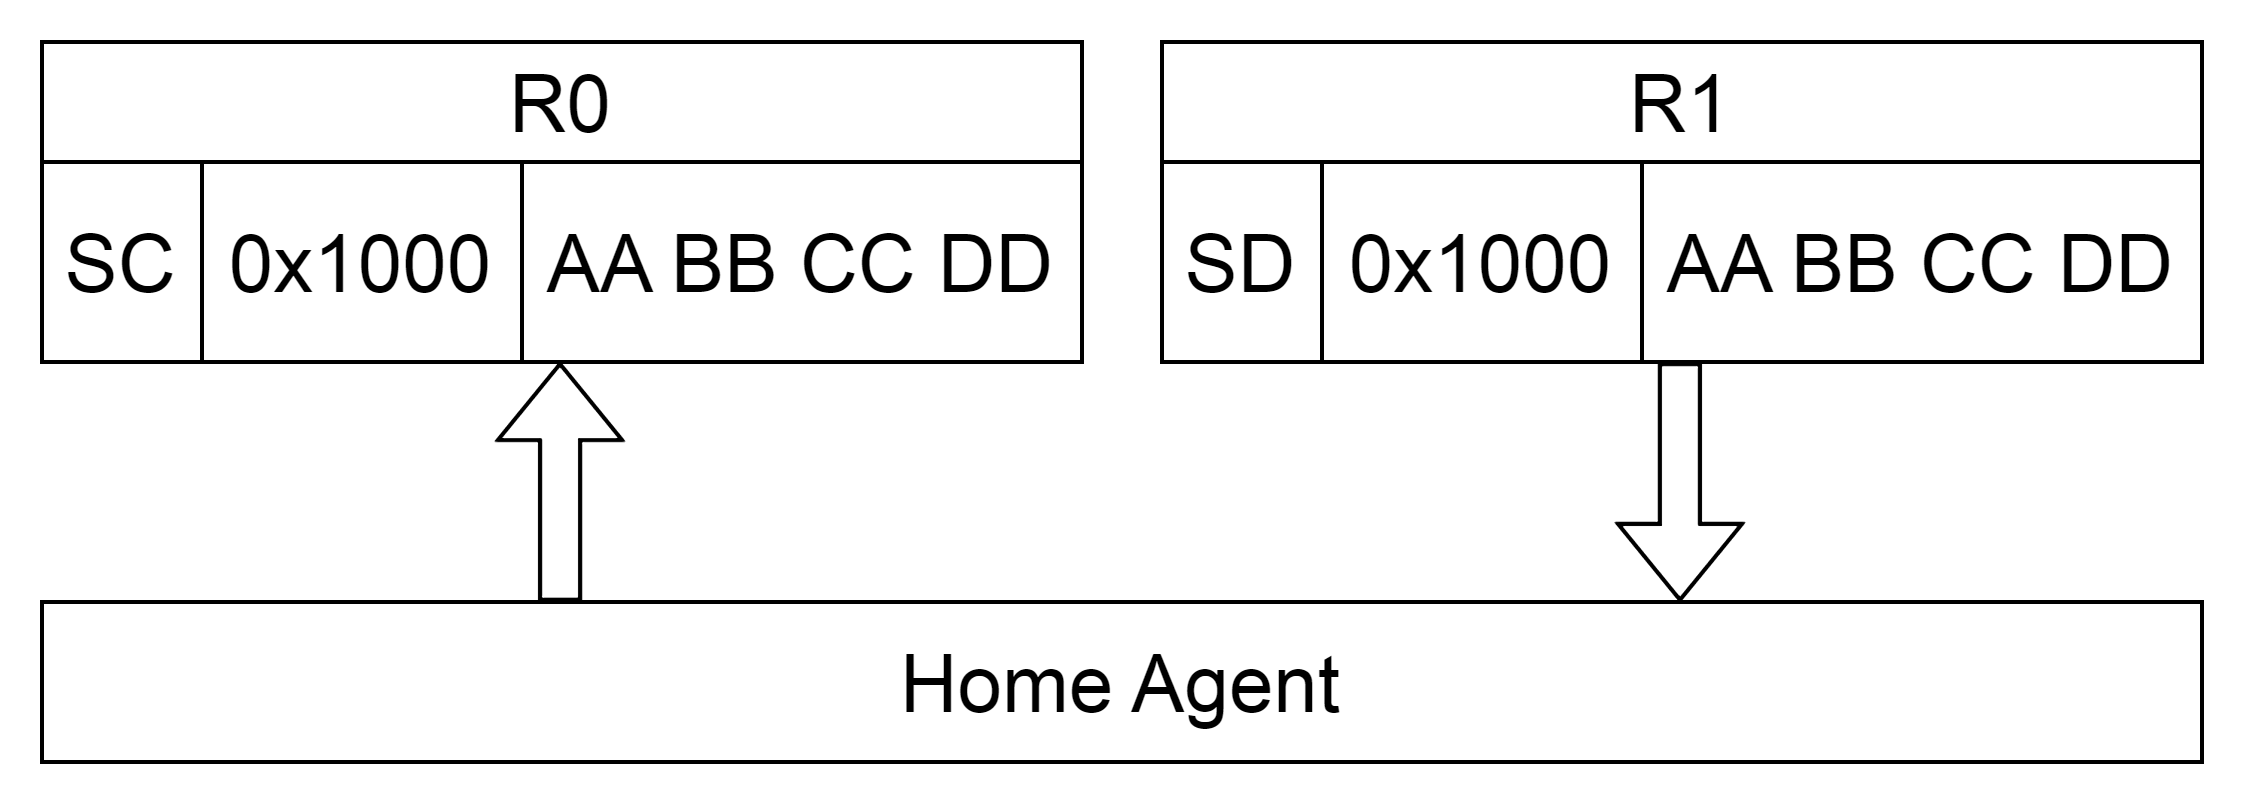 R0
SC 0x1000 AA BB CC DD
R1
SD 0x1000 AA BB CC DD
Home Agent